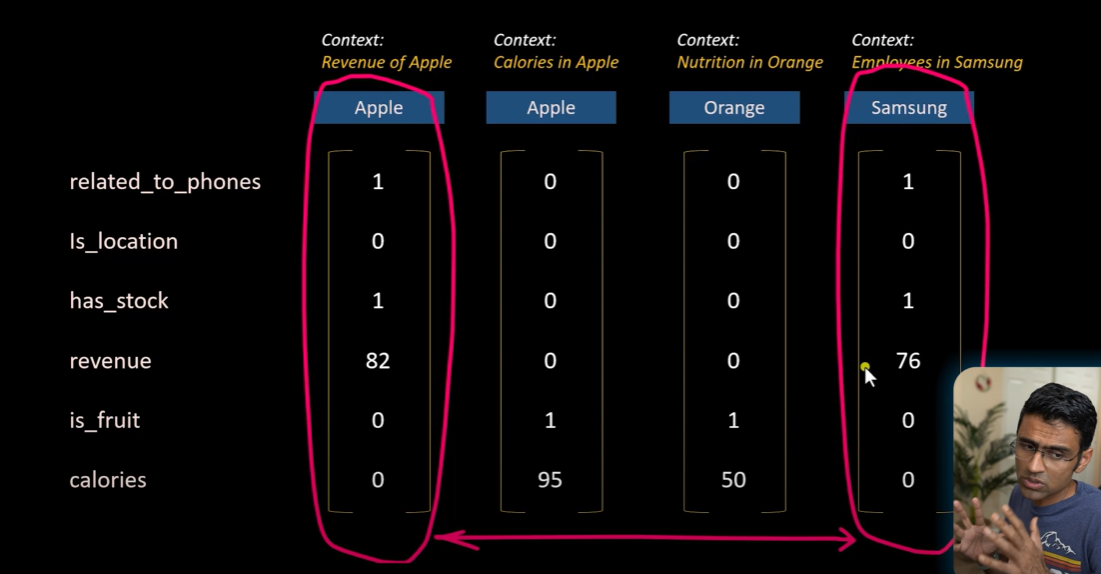 Context: Context: Context: Context:
Revenue of Apple Calories in Apple Nutrition in Orange Employees in Samsung
Apple Apple Orange Samsung
related_to_phones 1 0 0 1
Is_location 0 0 0 0
has_stock 1 0 0 1
revenue 82 0 0 76
is_fruit 0 1 1 0
calories 0 95 50 0